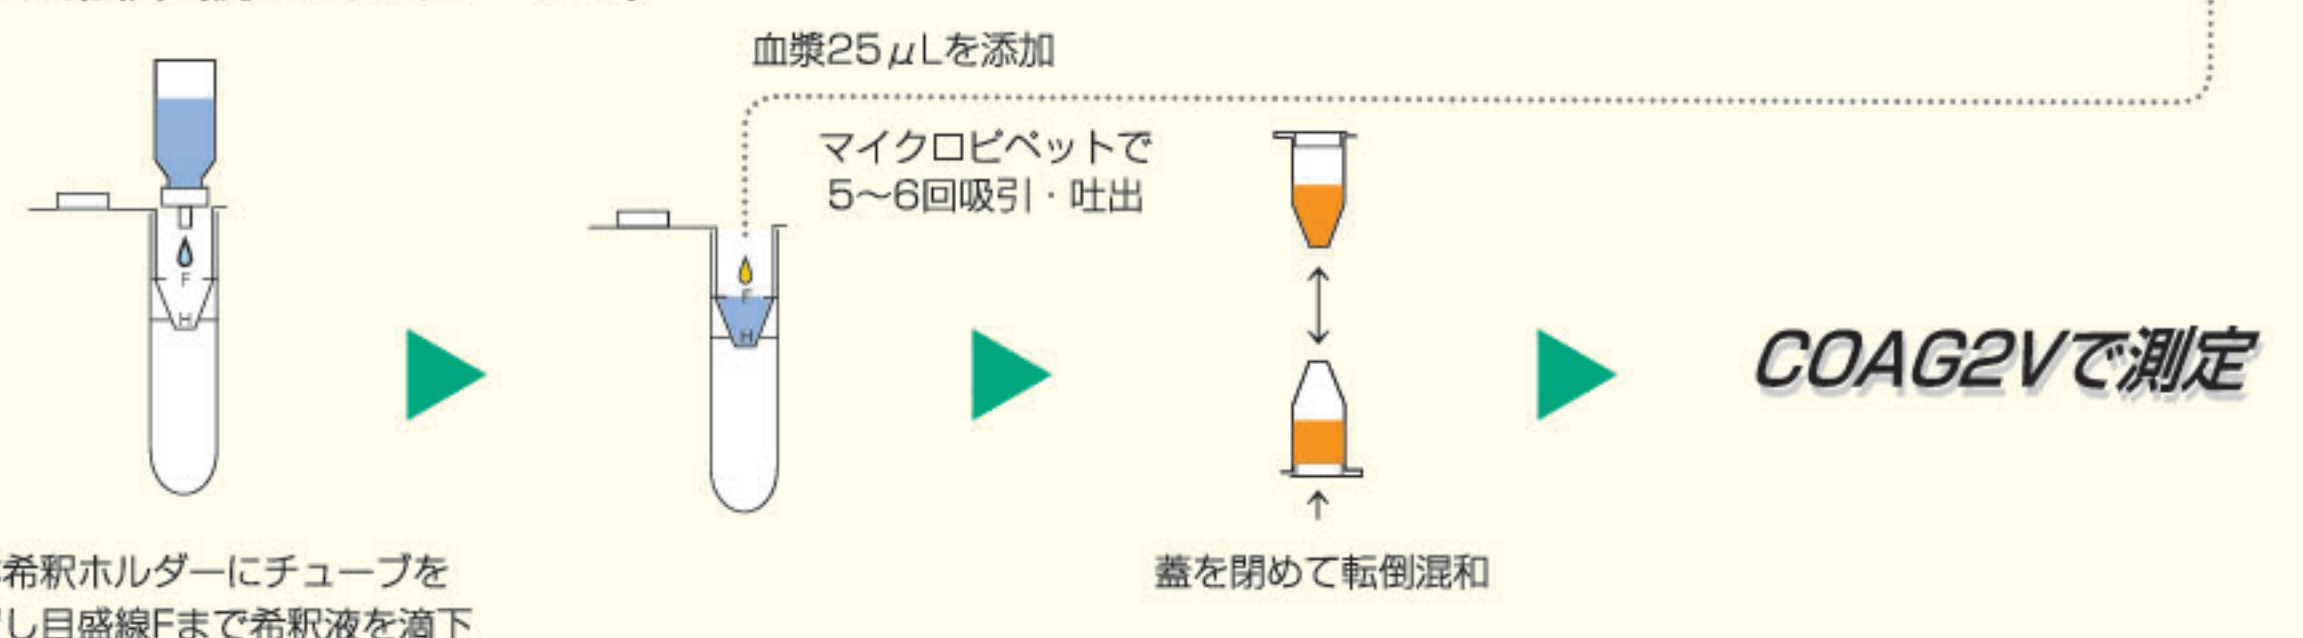 血漿25μLを添加
マイクロピペットで
5〜6回吸引・吐出
F
H
F
H
COAG2Vで測定
希釈ホルダーにチューブを
し目盛線Fまで希釈液を滴下
蓋を閉めて転倒混和